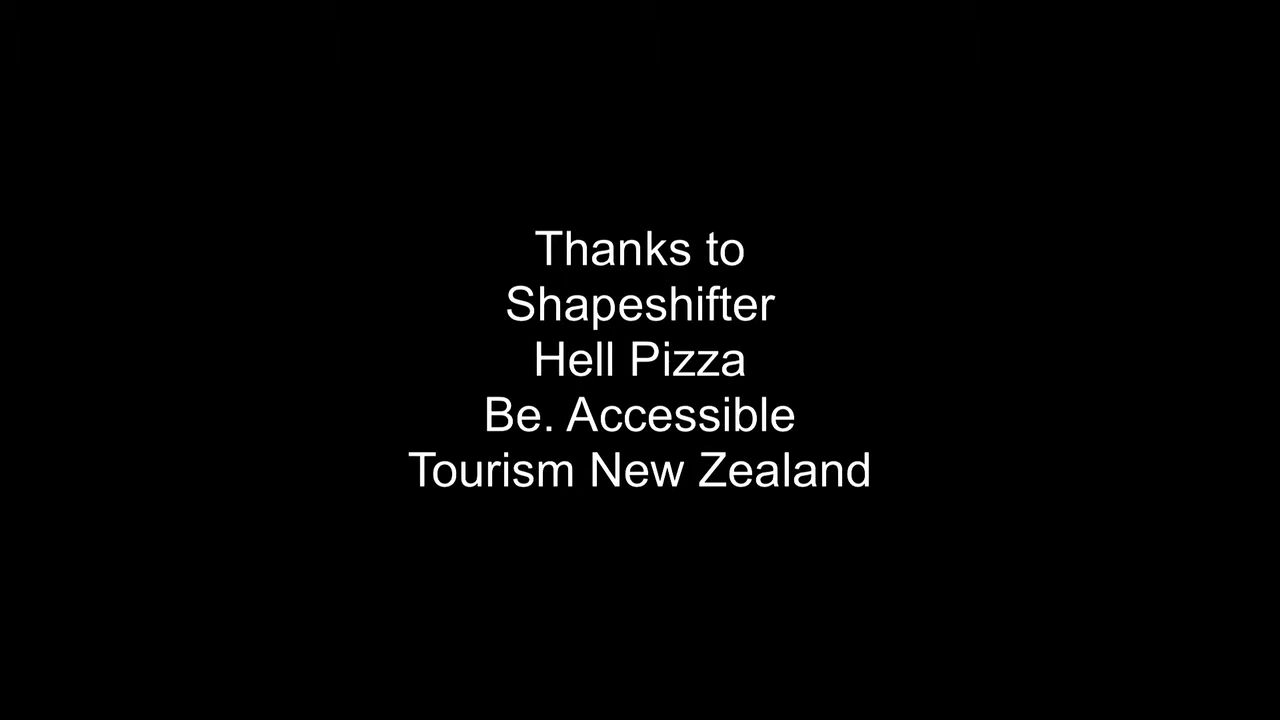 Thanks to
Shapeshifter
Hell Pizza
Be. Accessible
Tourism New Zealand